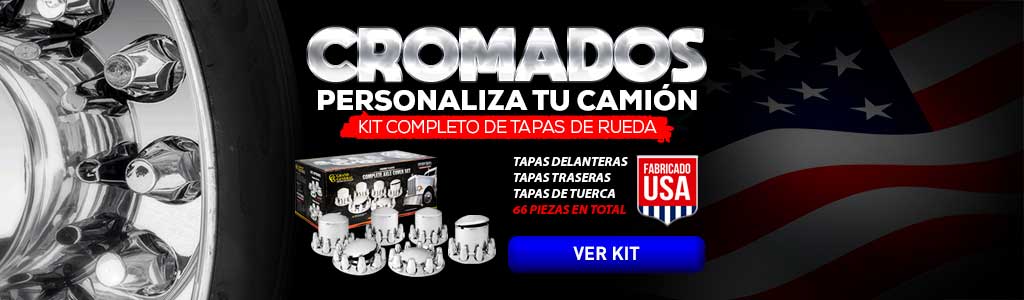 CROMADOS
PERSONALIZA TU CAMIÓN
KIT COMPLETO DE TAPAS DE RUEDA
COMPLETE AXLE COVER SET
TAPAS DELANTERAS
TAPAS TRASERAS
TAPAS DE TUERCA
66 PIEZAS EN TOTAL
FABRICADO
USA
VER KIT